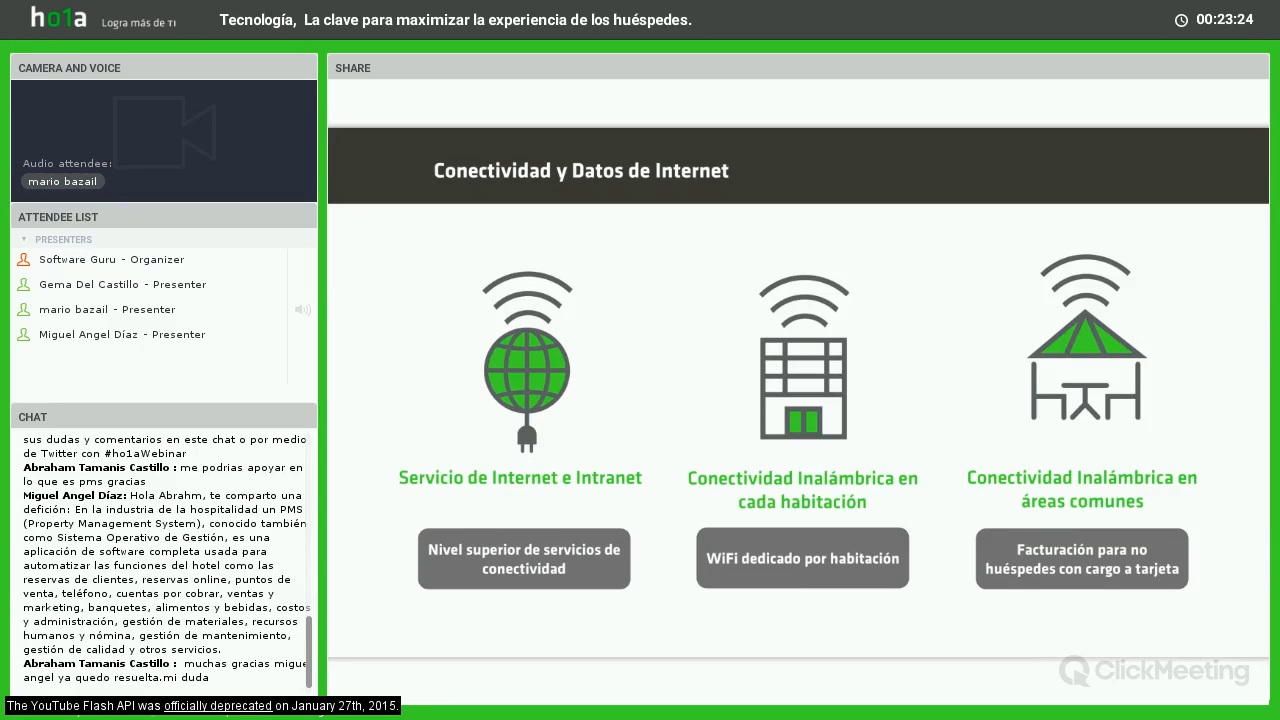 ho1a Logra más de TI
Tecnología, La clave para maximizar la experiencia de los huéspedes.
00:23:24
CAMERA AND VOICE
Audio attendee:
mario bazail
ATTENDEE LIST
PRESENTERS
Software Guru - Organizer
Gema Del Castillo - Presenter
mario bazail - Presenter
Miguel Angel Díaz - Presenter
CHAT
sus dudas y comentarios en este chat o por medio
de Twitter con #ho1aWebinar
Abraham Tamanis Castillo : me podrias apoyar en
lo que es pms gracias
Miguel Angel Díaz: Hola Abrahm, te comparto una
defición: En la industria de la hospitalidad un PMS
(Property Management System), conocido también
como Sistema Operativo de Gestión, es una
aplicación de software completa usada para
automatizar las funciones del hotel como las
reservas de clientes, reservas online, puntos de
venta, teléfono, cuentas por cobrar, ventas y
marketing, banquetes, alimentos y bebidas, costos
y administración, gestión de materiales, recursos
humanos y nómina, gestión de mantenimiento,
gestión de calidad y otros servicios.
Abraham Tamanis Castillo : muchas gracias migue
angel ya quedo resuelta.mi duda
The YouTube Flash API was officially deprecated on January 27th, 2015.
SHARE
Conectividad y Datos de Internet
Servicio de Internet e Intranet
Nivel superior de servicios de
conectividad
Conectividad Inalámbrica en
cada habitación
WiFi dedicado por habitación
Conectividad Inalámbrica en
áreas comunes
Facturación para no
huéspedes con cargo a tarjeta
ClickMeeting